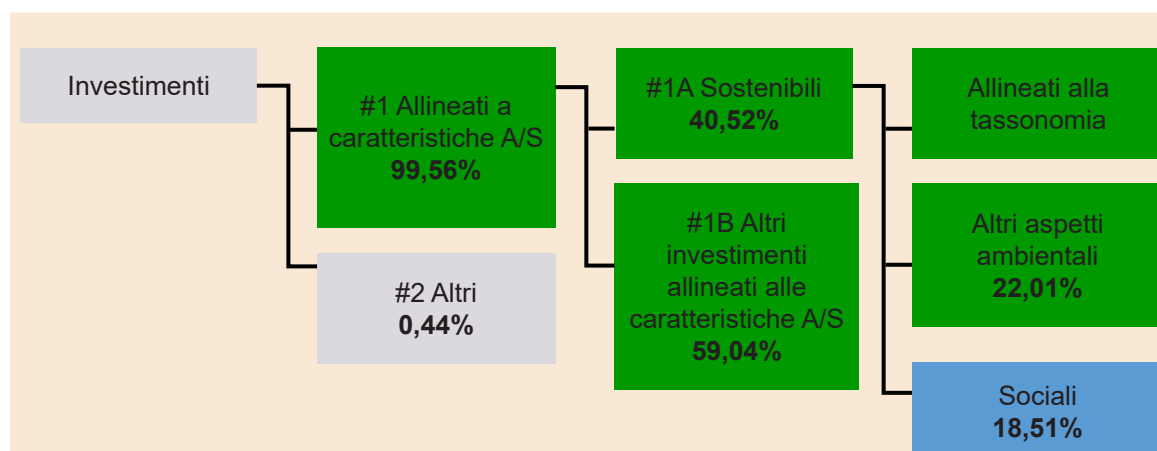 Investimenti
#1 Allineati a
caratteristiche A/S
99,56%
#2 Altri
0,44%
#1A Sostenibili
40,52%
#1B Altri
investimenti
allineati alle
caratteristiche A/S
59,04%
Allineati alla
tassonomia
Altri aspetti
ambientali
22,01%
Sociali
18,51%